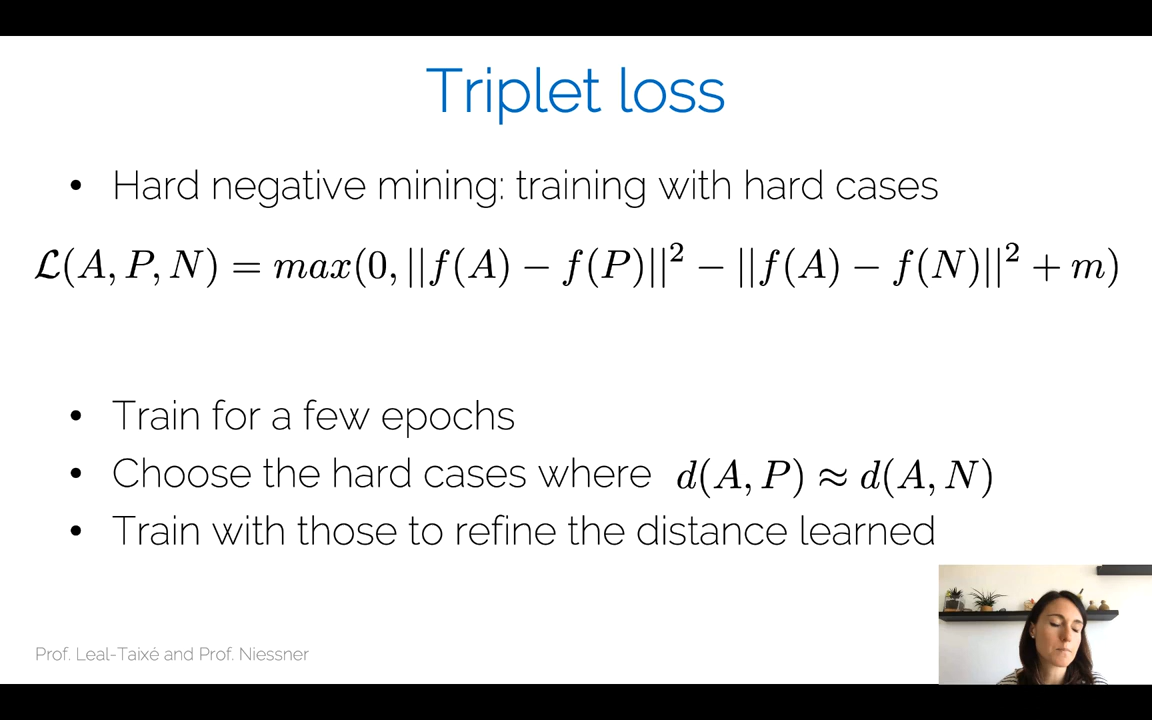 Triplet loss
• Hard negative mining: training with hard cases
ℒ(A, P, N) = max(0, ||f(A) − f(P)||² − ||f(A) − f(N)||² + m)
• Train for a few epochs
• Choose the hard cases where d(A, P) ≈ d(A, N)
• Train with those to refine the distance learned
Prof. Leal-Taixé and Prof. Niessner